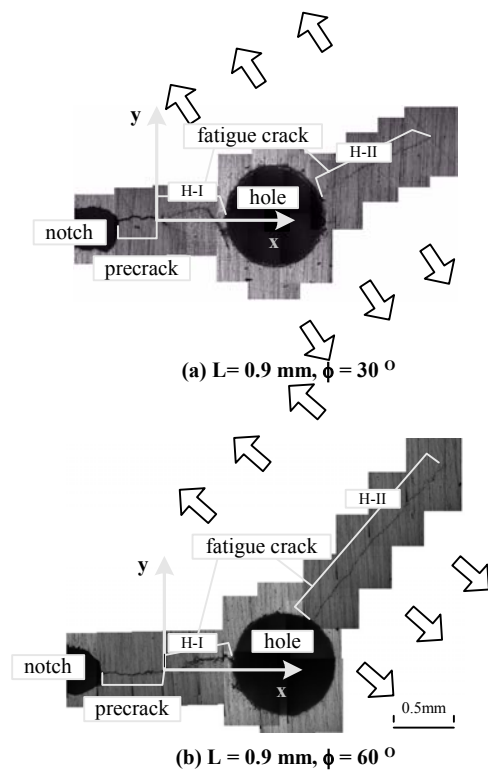 y
fatigue crack
H-II
H-I
hole
notch
x
precrack
(a) L= 0.9 mm, ϕ = 30 O
H-II
fatigue crack
y
H-I
hole
notch
x
precrack
0.5mm
(b) L = 0.9 mm, ϕ = 60 O